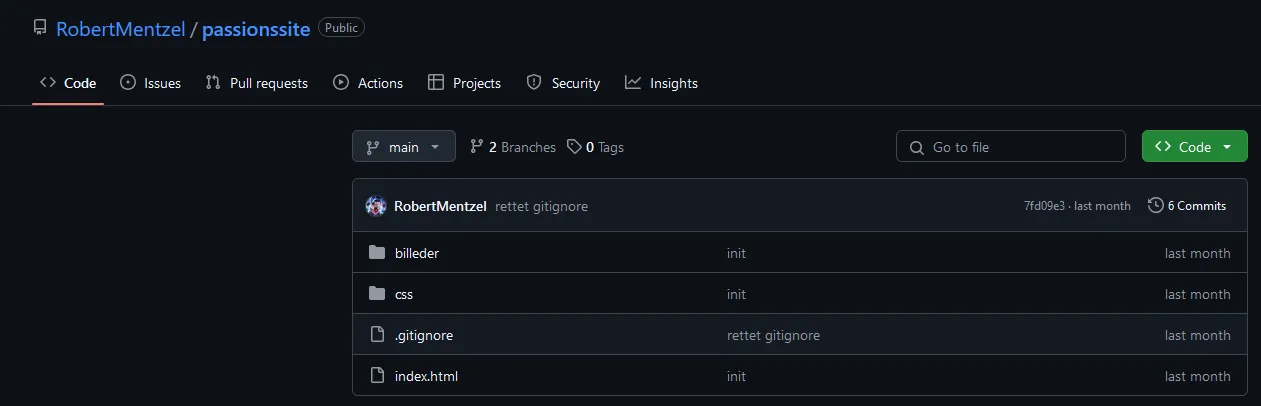 RobertMentzel / passionssite Public
Code Issues Pull requests Actions Projects Security Insights
main 2 Branches 0 Tags Go to file Code
RobertMentzel rettet gitignore 7fd09e3 · last month 6 Commits
billeder init last month
css init last month
.gitignore rettet gitignore last month
index.html init last month